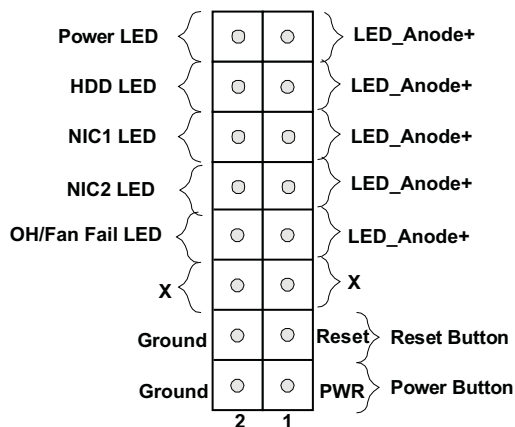 Power LED LED_Anode+
HDD LED LED_Anode+
NIC1 LED LED_Anode+
NIC2 LED LED_Anode+
OH/Fan Fail LED LED_Anode+
X X
Ground Reset Reset Button
Ground PWR Power Button
2 1